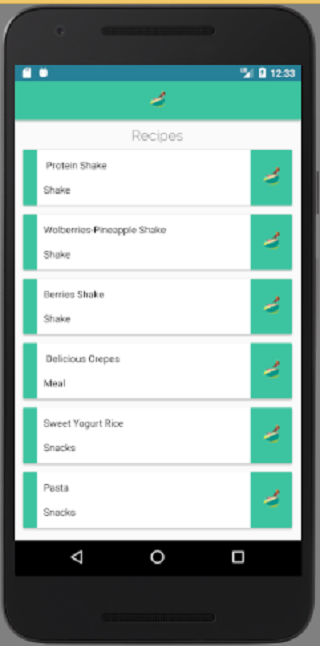 12:33
Recipes
Protein Shake
Shake
Wolberries-Pineapple Shake
Shake
Berries Shake
Shake
Delicious Crepes
Meal
Sweet Yogurt Rice
Snacks
Pasta
Snacks